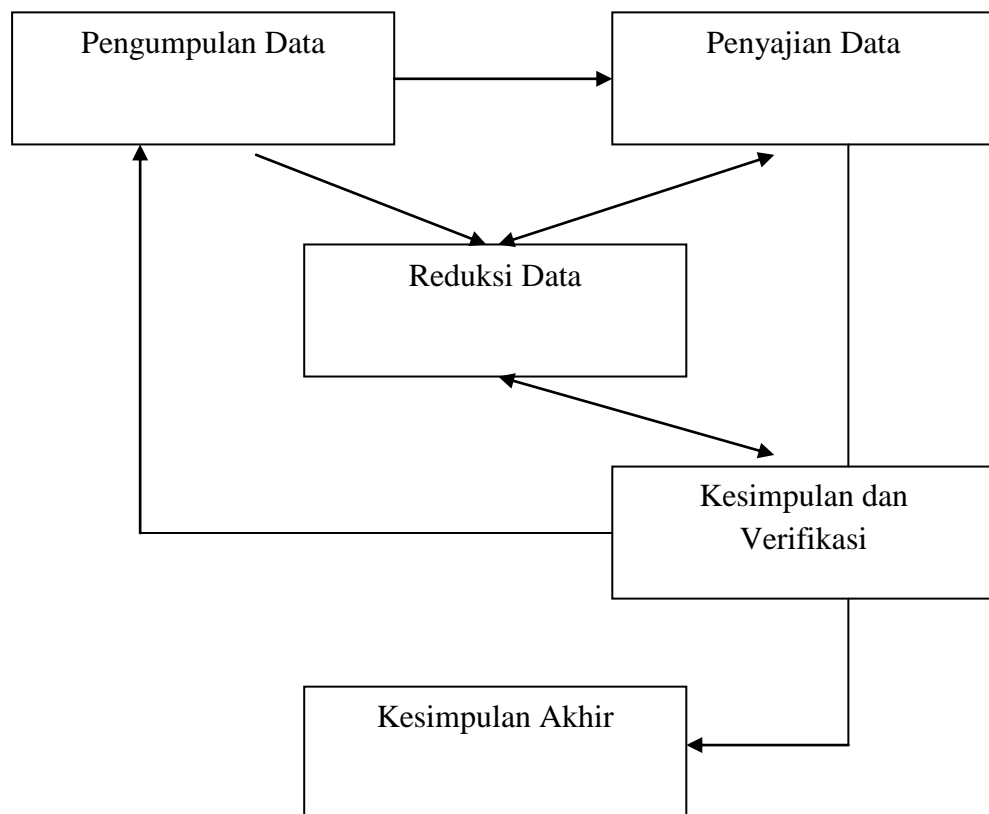 Pengumpulan Data
Penyajian Data
Reduksi Data
Kesimpulan dan
Verifikasi
Kesimpulan Akhir